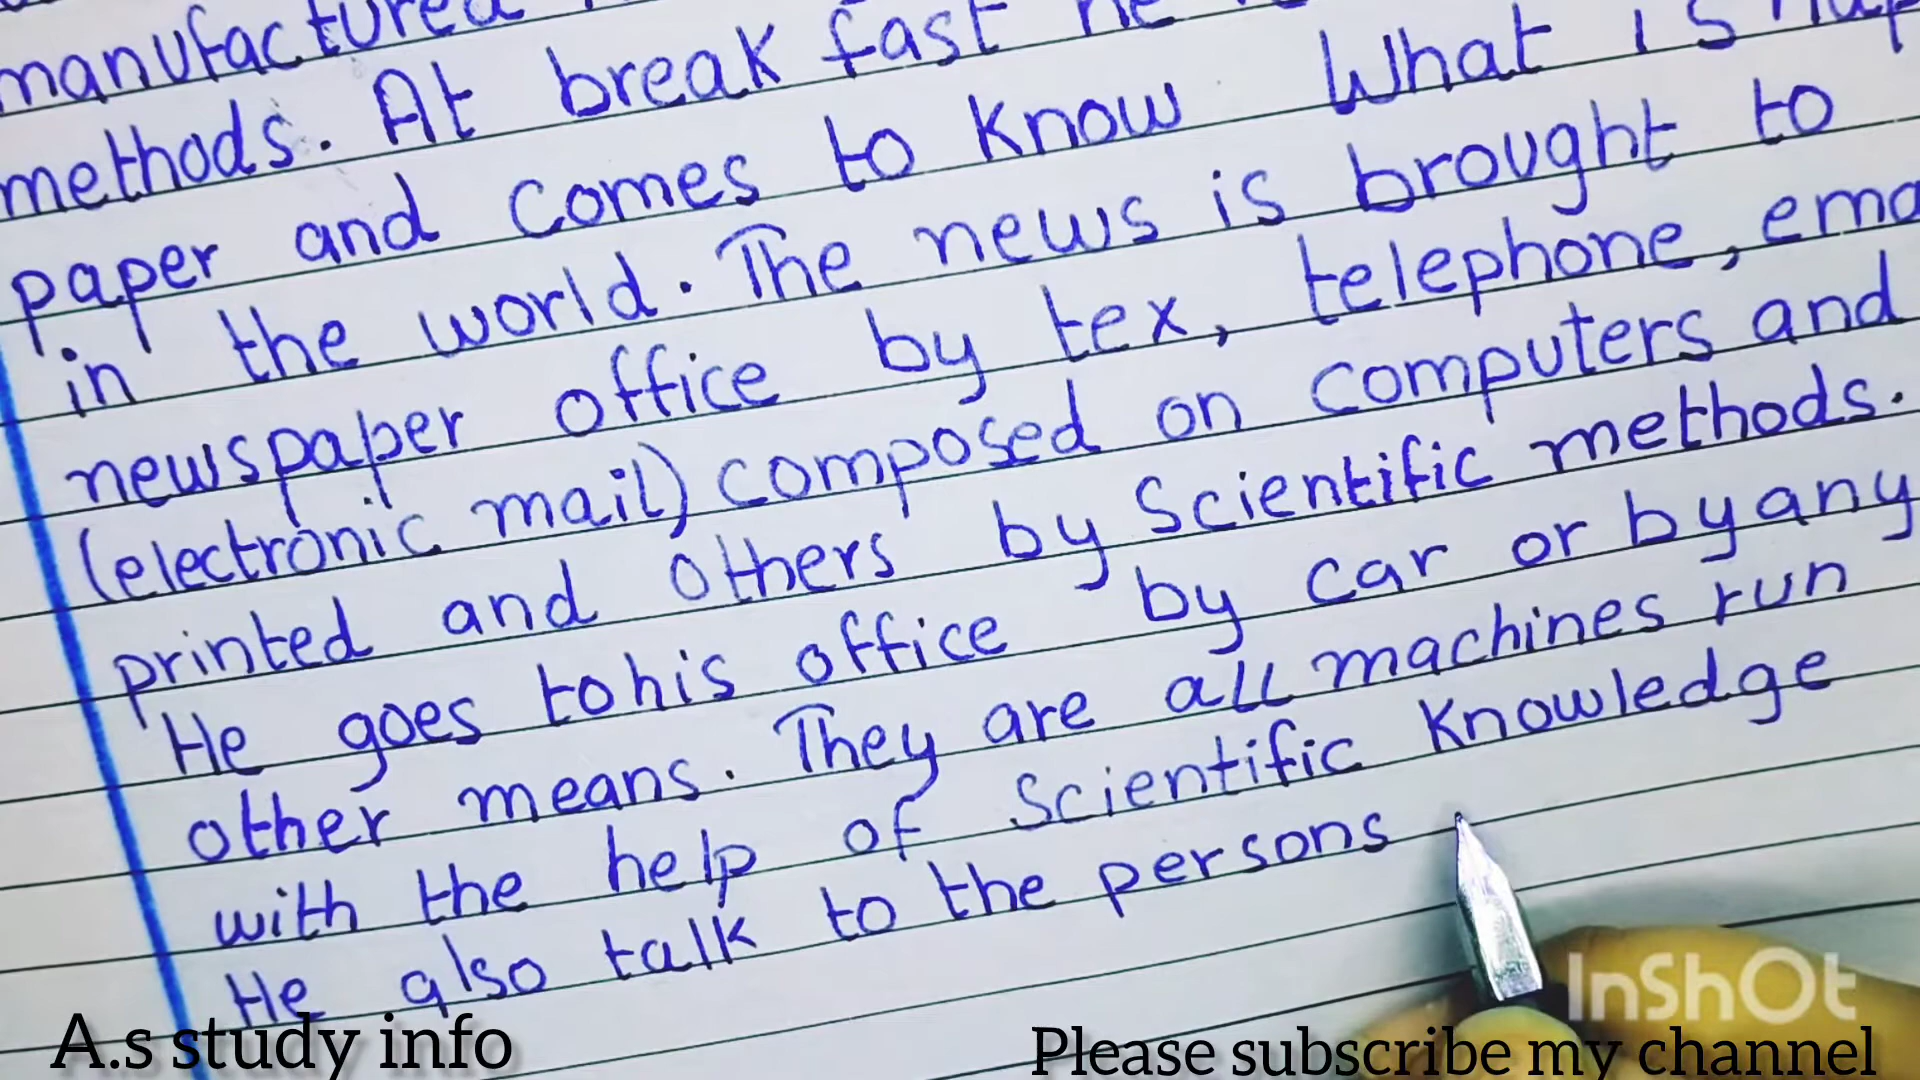 manufactured
methods. At break fast he
paper and comes to know What is
in the world. The news is brought to
newspaper office by tex, telephone,
(electronic mail) composed on computers and
printed and others by Scientific methods.
He goes to his office by car or by any
other means. They are all machines run
with the help of Scientific Knowledge
He also talk to the persons
InShOt
A.s study info
Please subscribe my channel